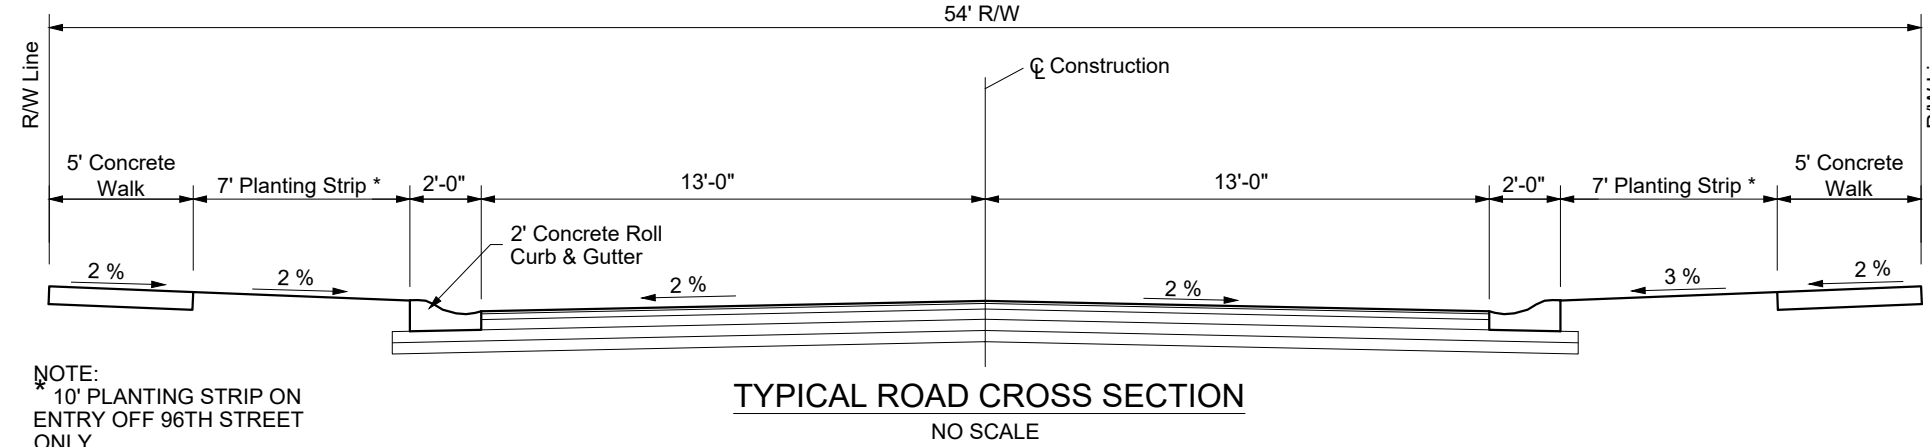 54' R/W
R/W Line
℄ Construction
5' Concrete
Walk
7' Planting Strip *
2'-0"
13'-0"
13'-0"
2'-0"
7' Planting Strip *
5' Concrete
Walk
2' Concrete Roll
Curb & Gutter
2 %
2 %
2 %
2 %
3 %
2 %
NOTE:
* 10' PLANTING STRIP ON
ENTRY OFF 96TH STREET
ONLY
TYPICAL ROAD CROSS SECTION
NO SCALE